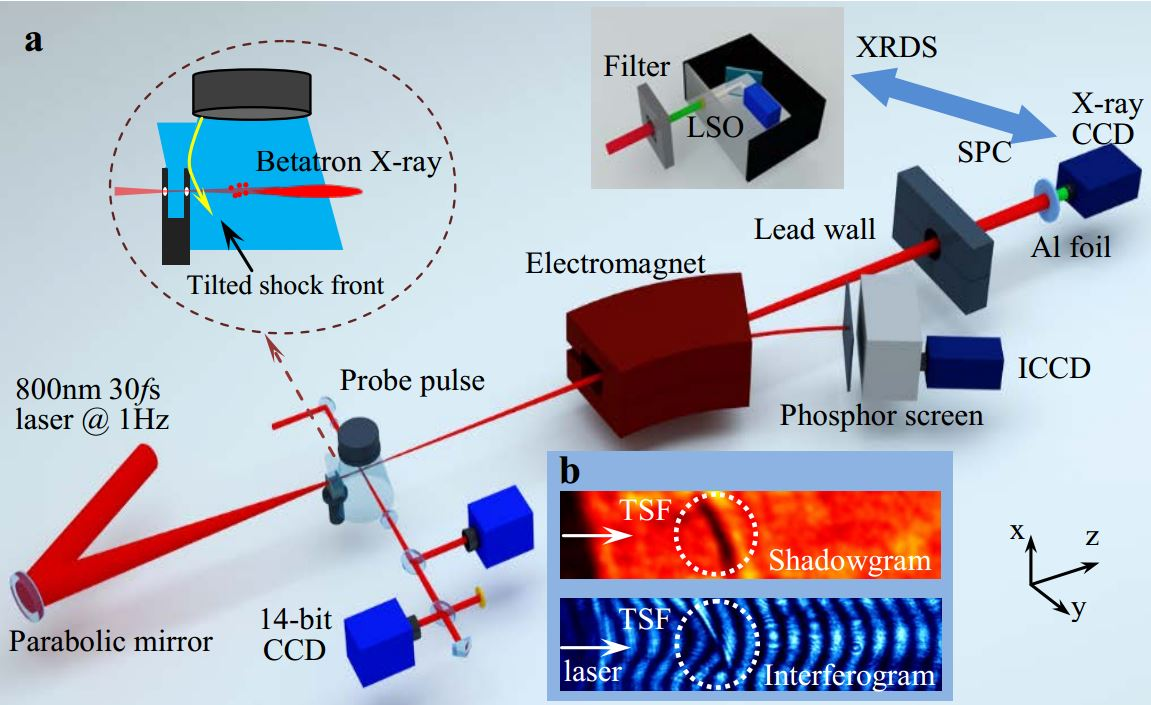 a
Betatron X-ray
Tilted shock front
Filter
LSO
XRDS
SPC
X-ray
CCD
Al foil
Lead wall
Electromagnet
ICCD
Phosphor screen
Probe pulse
800nm 30fs
laser @ 1Hz
Parabolic mirror
14-bit
CCD
b
TSF
Shadowgram
TSF
laser
Interferogram
x
z
y